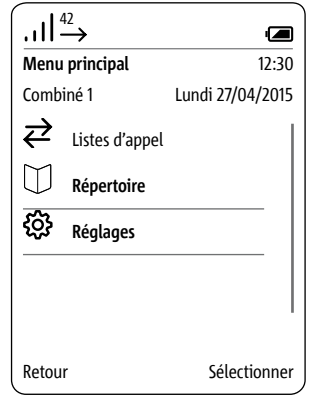 42
Menu principal 12:30
Combiné 1 Lundi 27/04/2015
Listes d'appel
Répertoire
Réglages
Retour Sélectionner